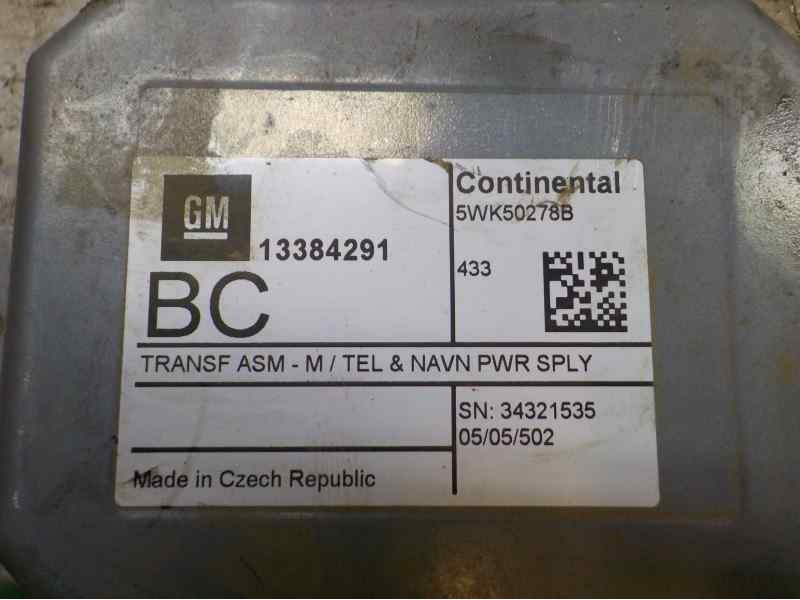 GM
13384291
BC
Continental
5WK50278B
433
TRANSF ASM - M / TEL & NAVN PWR SPLY
SN: 34321535
05/05/502
Made in Czech Republic